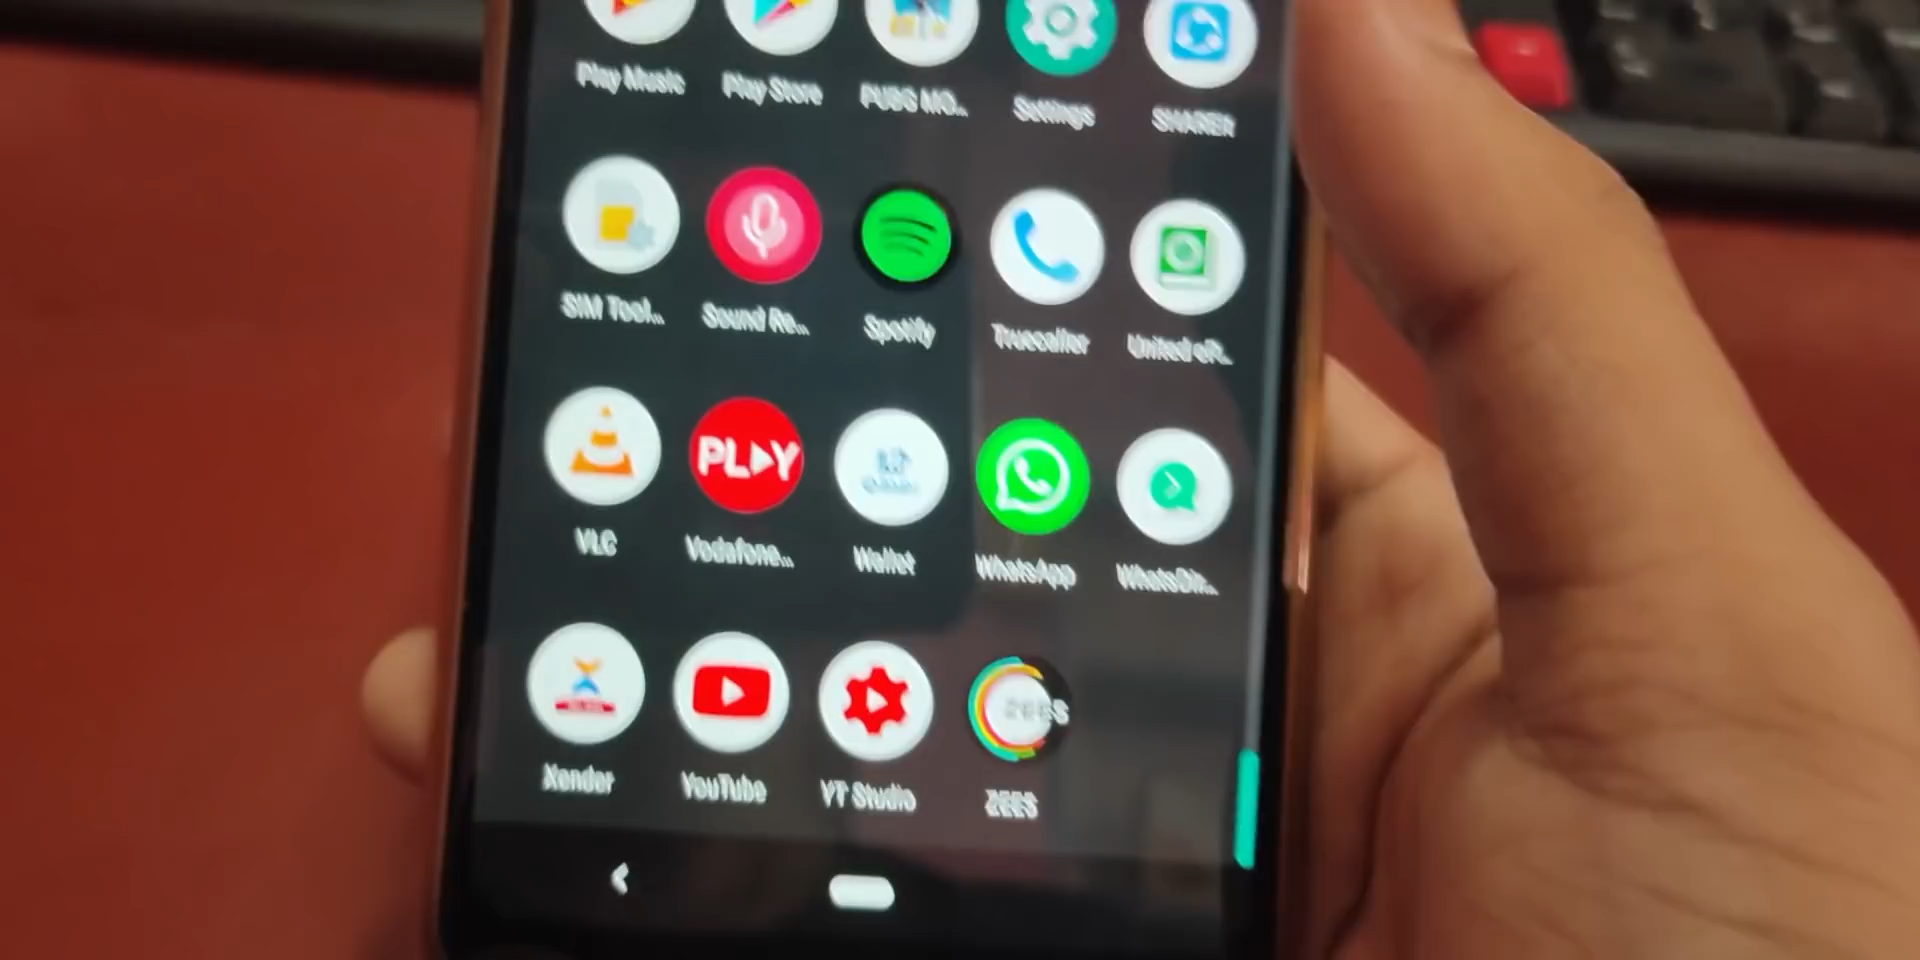 Play Music Play Store PUBG MO... Settings SHAREit
SIM Tool... Sound Re... Spotify Truecaller United eR...
PLAY
VLC Vodafone... Wallet WhatsApp WhatsDir...
ZEE5
Xender YouTube YT Studio ZEE5